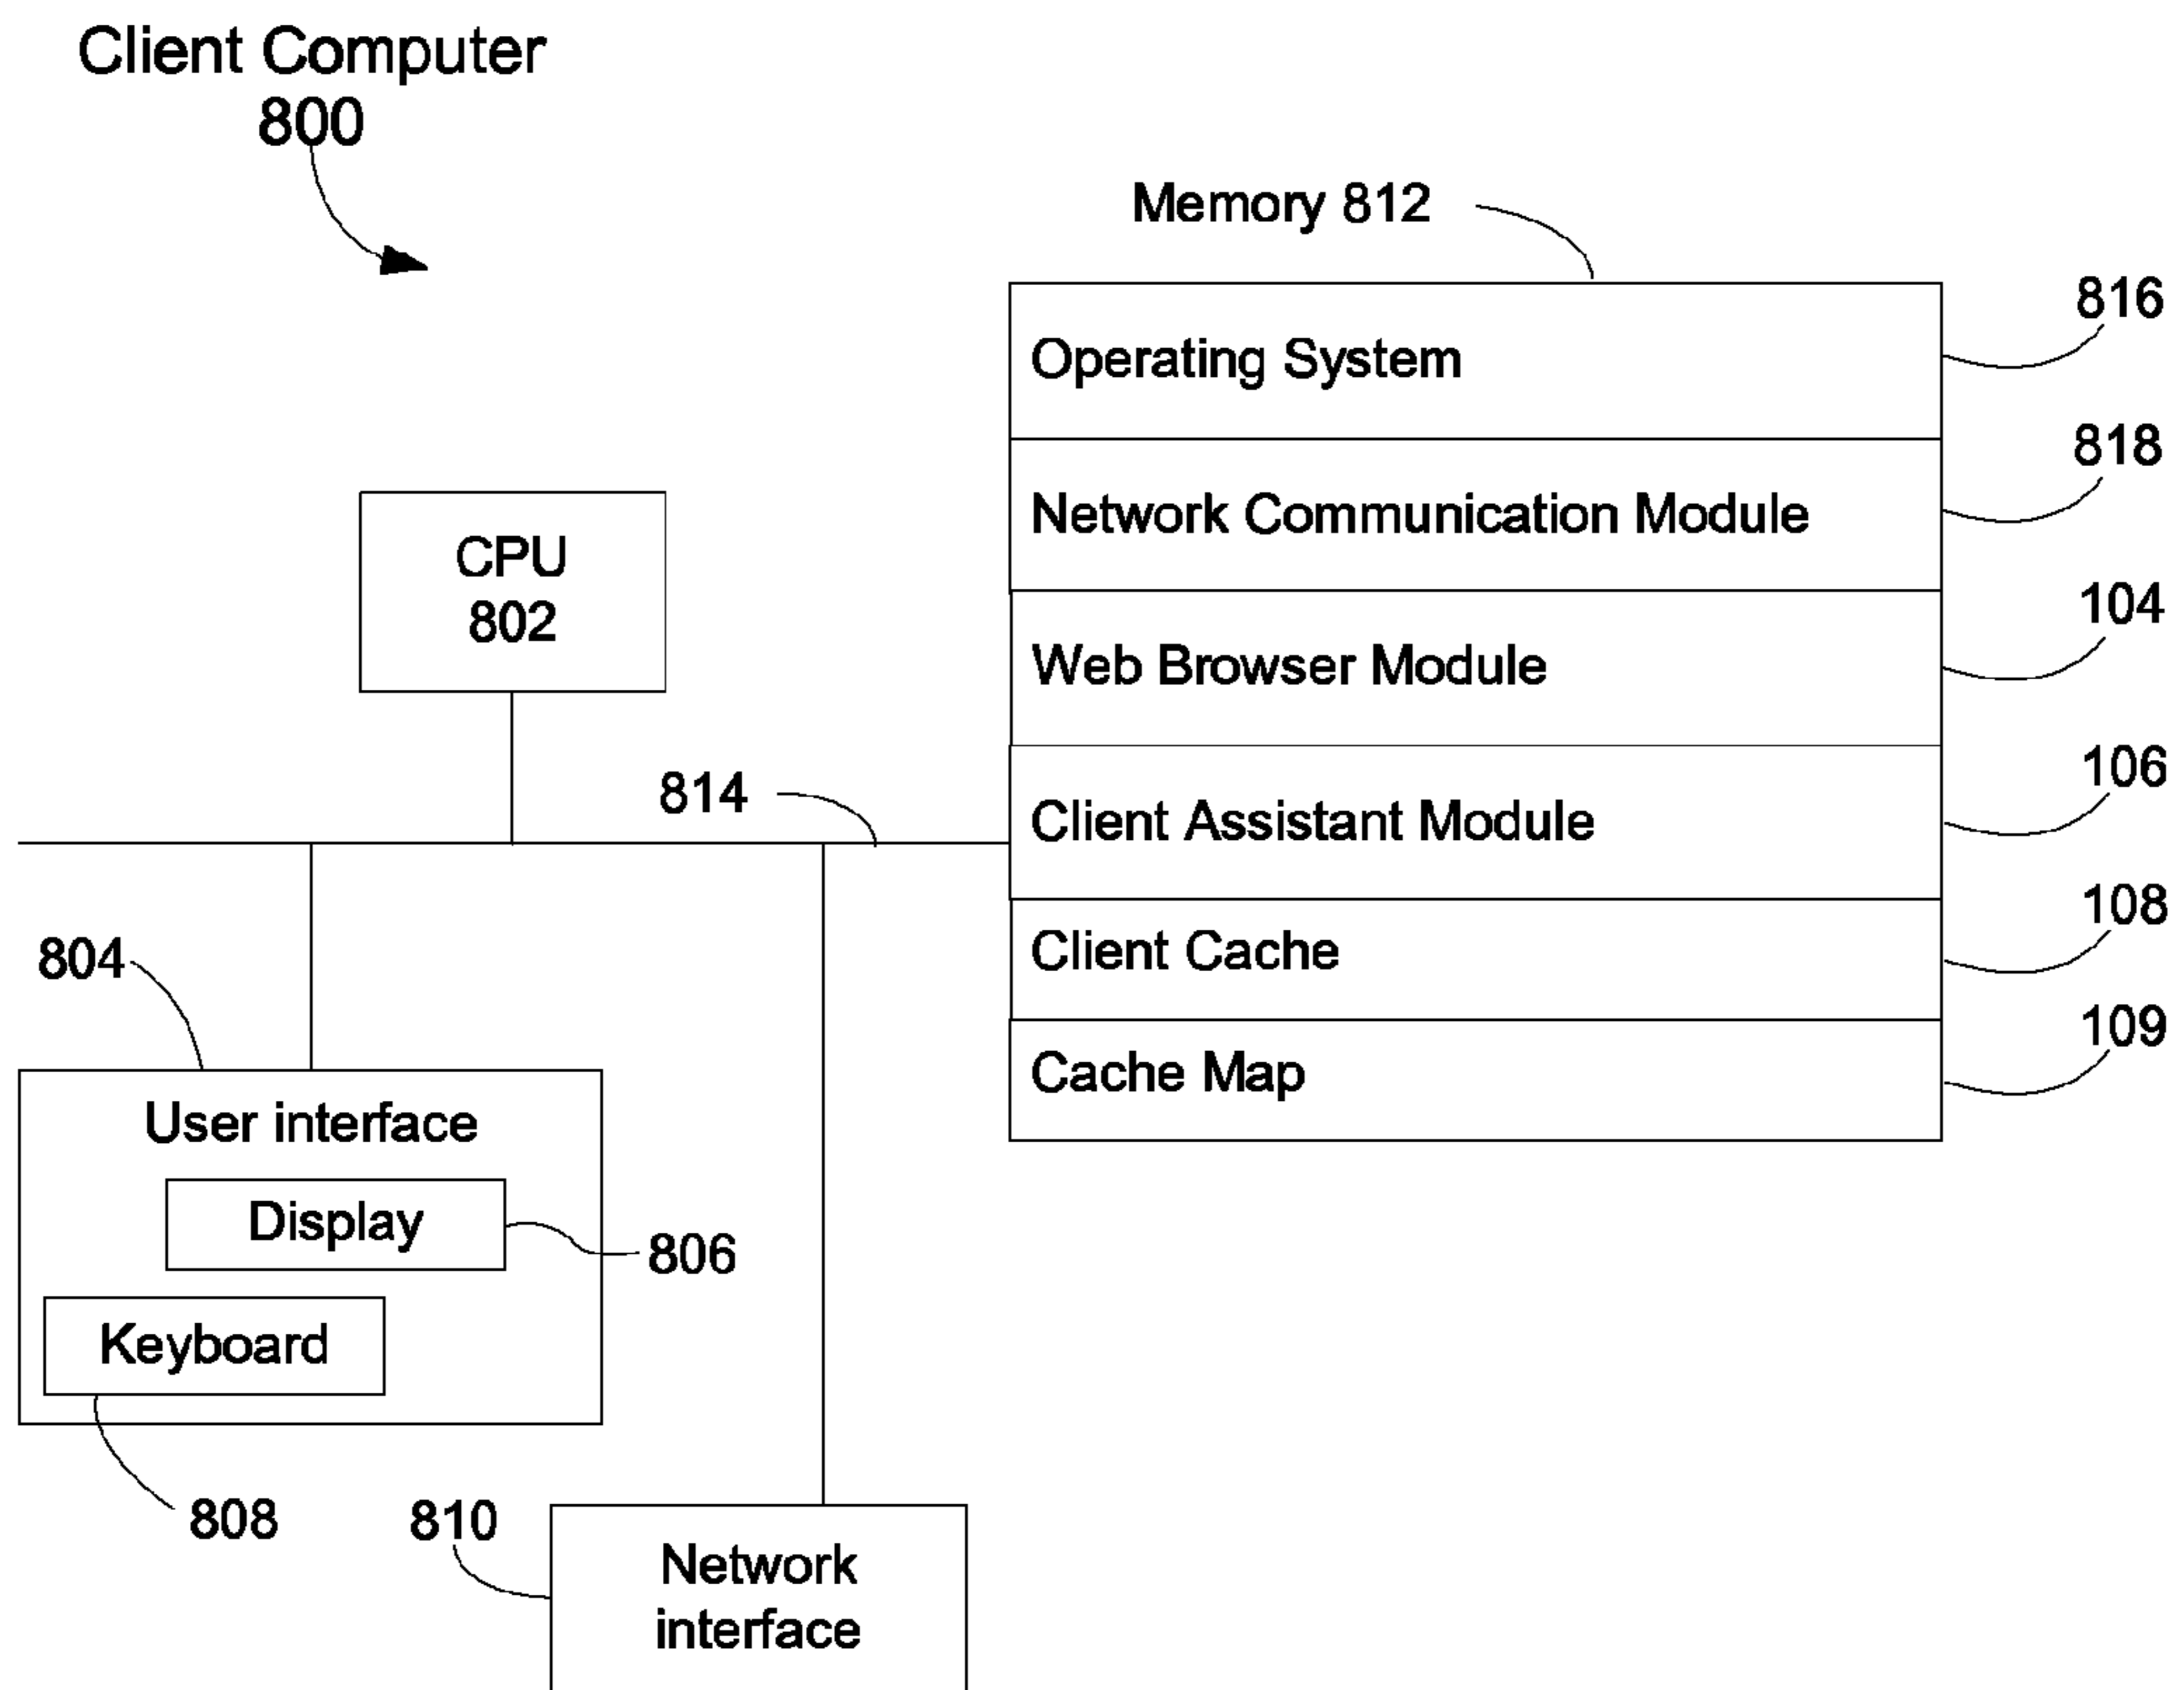 Client Computer
800
Memory 812
816
Operating System
818
Network Communication Module
CPU
802
104
Web Browser Module
814
106
Client Assistant Module
108
Client Cache
804
109
Cache Map
User interface
Display
806
Keyboard
808
810
Network
interface